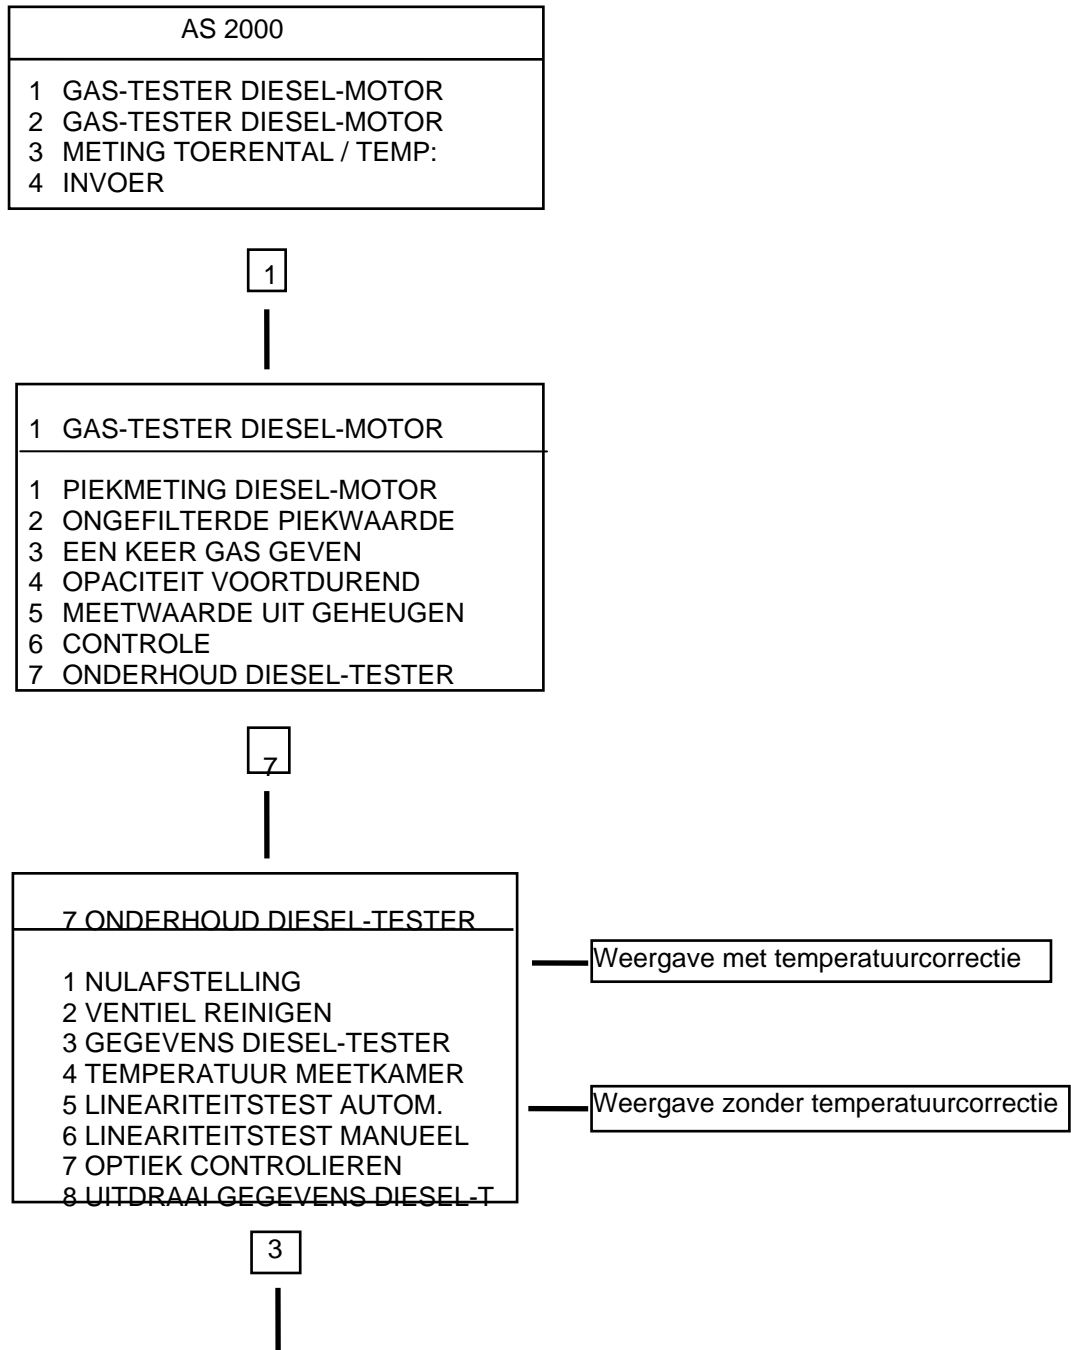 AS 2000
1 GAS-TESTER DIESEL-MOTOR
2 GAS-TESTER DIESEL-MOTOR
3 METING TOERENTAL / TEMP:
4 INVOER
1
1 GAS-TESTER DIESEL-MOTOR
1 PIEKMETING DIESEL-MOTOR
2 ONGEFILTERDE PIEKWAARDE
3 EEN KEER GAS GEVEN
4 OPACITEIT VOORTDUREND
5 MEETWAARDE UIT GEHEUGEN
6 CONTROLE
7 ONDERHOUD DIESEL-TESTER
7
7 ONDERHOUD DIESEL-TESTER
Weergave met temperatuurcorrectie
1 NULAFSTELLING
2 VENTIEL REINIGEN
3 GEGEVENS DIESEL-TESTER
4 TEMPERATUUR MEETKAMER
5 LINEARITEITSTEST AUTOM.
Weergave zonder temperatuurcorrectie
6 LINEARITEITSTEST MANUEEL
7 OPTIEK CONTROLIEREN
8 UITDRAAI GEGEVENS DIESEL-T
3